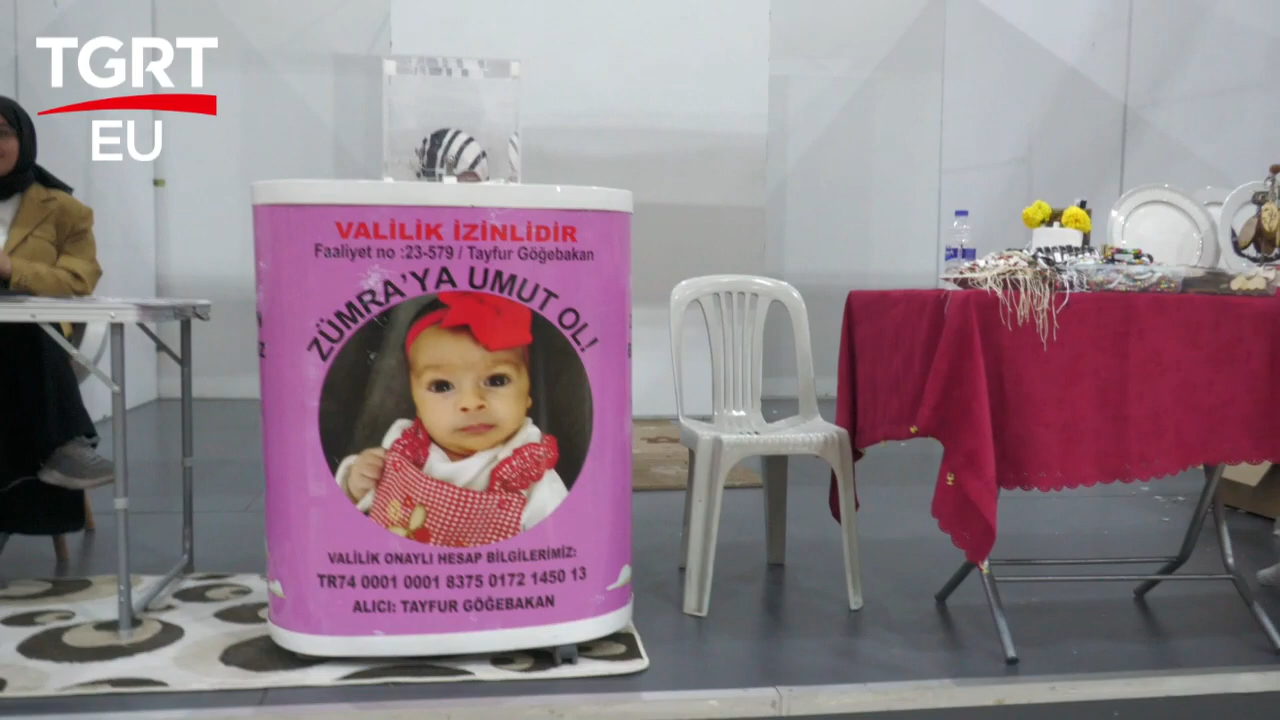 TGRT
EU
VALİLİK İZİNLİDİR
Faaliyet no :23-579 / Tayfur Göğebakan
ZÜMRA'YA UMUT OL!
VALİLİK ONAYLI HESAP BİLGİLERİMİZ:
TR74 0001 0001 8375 0172 1450 13
ALICI: TAYFUR GÖĞEBAKAN